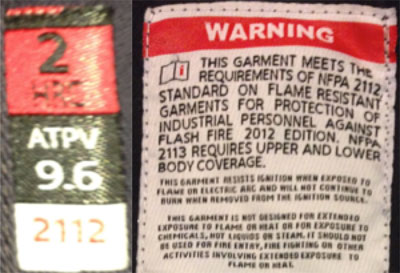 2
HRC
ATPV
9.6
2112
WARNING
THIS GARMENT MEETS THE
REQUIREMENTS OF NFPA 2112
STANDARD ON FLAME RESISTANT
GARMENTS FOR PROTECTION OF
INDUSTRIAL PERSONNEL AGAINST
FLASH FIRE 2012 EDITION. NFPA
2113 REQUIRES UPPER AND LOWER
BODY COVERAGE.
THIS GARMENT RESISTS IGNITION WHEN EXPOSED TO
FLAME OR ELECTRIC ARC AND WILL NOT CONTINUE TO
BURN WHEN REMOVED FROM THE IGNITION SOURCE.
THIS GARMENT IS NOT DESIGNED FOR EXTENDED
EXPOSURE TO FLAME OR HEAT OR FOR EXPOSURE TO
CHEMICALS, HOT LIQUIDS OR STEAM. IT SHOULD NOT
BE USED FOR FIRE ENTRY, FIRE FIGHTING OR OTHER
ACTIVITIES INVOLVING EXTENDED EXPOSURE TO
FLAME OR HEAT.